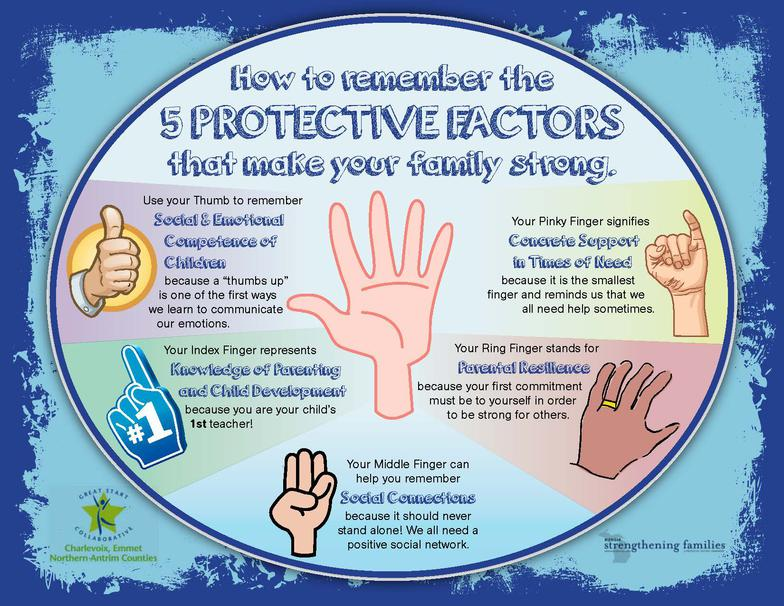 How to remember the
5 PROTECTIVE FACTORS
that make your family strong.
Use your Thumb to remember
Social & Emotional
Competence of
Children
because a “thumbs up”
is one of the first ways
we learn to communicate
our emotions.
Your Pinky Finger signifies
Concrete Support
in Times of Need
because it is the smallest
finger and reminds us that we
all need help sometimes.
Your Index Finger represents
Knowledge of Parenting
and Child Development
because you are your child's
1st teacher!
#1
Your Ring Finger stands for
Parental Resilience
because your first commitment
must be to yourself in order
to be strong for others.
Your Middle Finger can
help you remember
Social Connections
because it should never
stand alone! We all need a
positive social network.
GREAT START
COLLABORATIVE
Charlevoix, Emmet
Northern-Antrim Counties
strengthening families